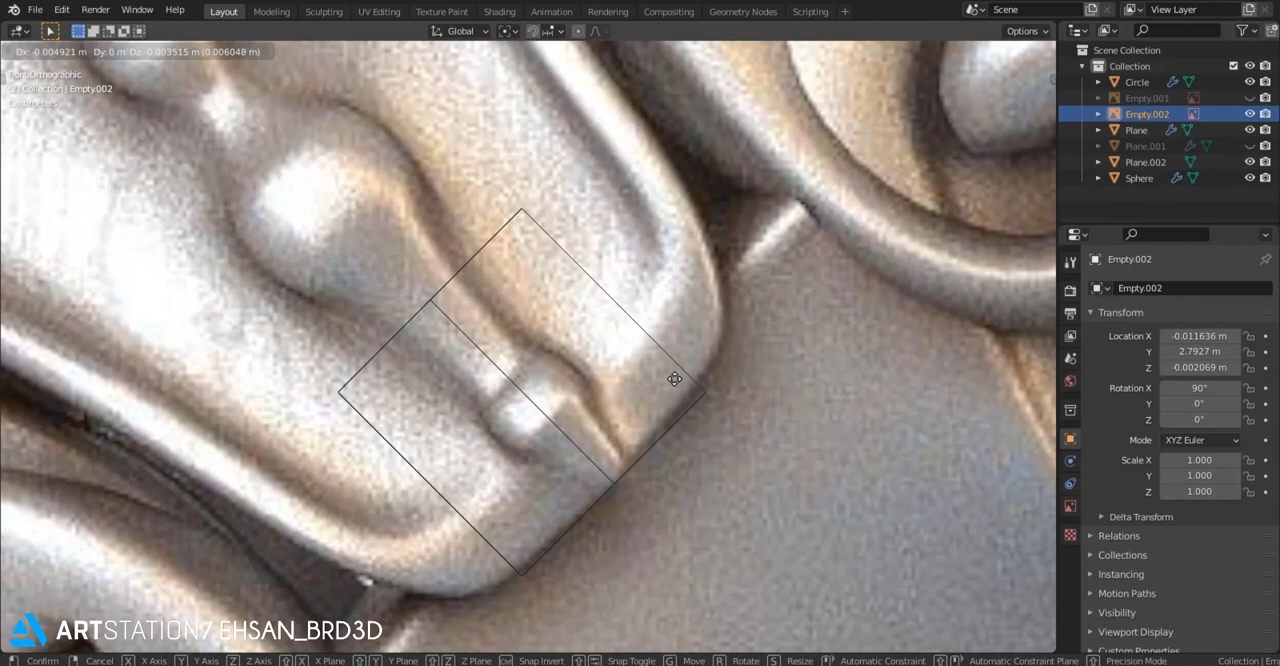 File Edit Render Window Help Layout Modeling Sculpting UV Editing Texture Paint Shading Animation Rendering Compositing Geometry Nodes Scripting + Scene View Layer
Global Options
Dx: -0.004921 m Dy: 0 m Dz: -0.003515 m (0.006048 m)
Front Orthographic
Collection | Empty.002
Centimeters
Scene Collection
Collection
Circle
Empty.001
Empty.002
Plane
Plane.001
Plane.002
Sphere
Empty.002
Empty.002
Transform
Location X -0.011636 m
Y 2.7927 m
Z -0.002069 m
Rotation X 90°
Y 0°
Z 0°
Mode XYZ Euler
Scale X 1.000
Y 1.000
Z 1.000
Delta Transform
Relations
Collections
Instancing
Motion Paths
Visibility
Viewport Display
Custom Properties
ARTSTATION/ EHSAN_BRD3D
Confirm Cancel X X Axis Y Y Axis Z Z Axis X X Plane Y Y Plane Z Z Plane Snap Invert Snap Toggle G Move R Rotate S Resize Automatic Constraint Automatic Constraint Plane Precision Mode Collection